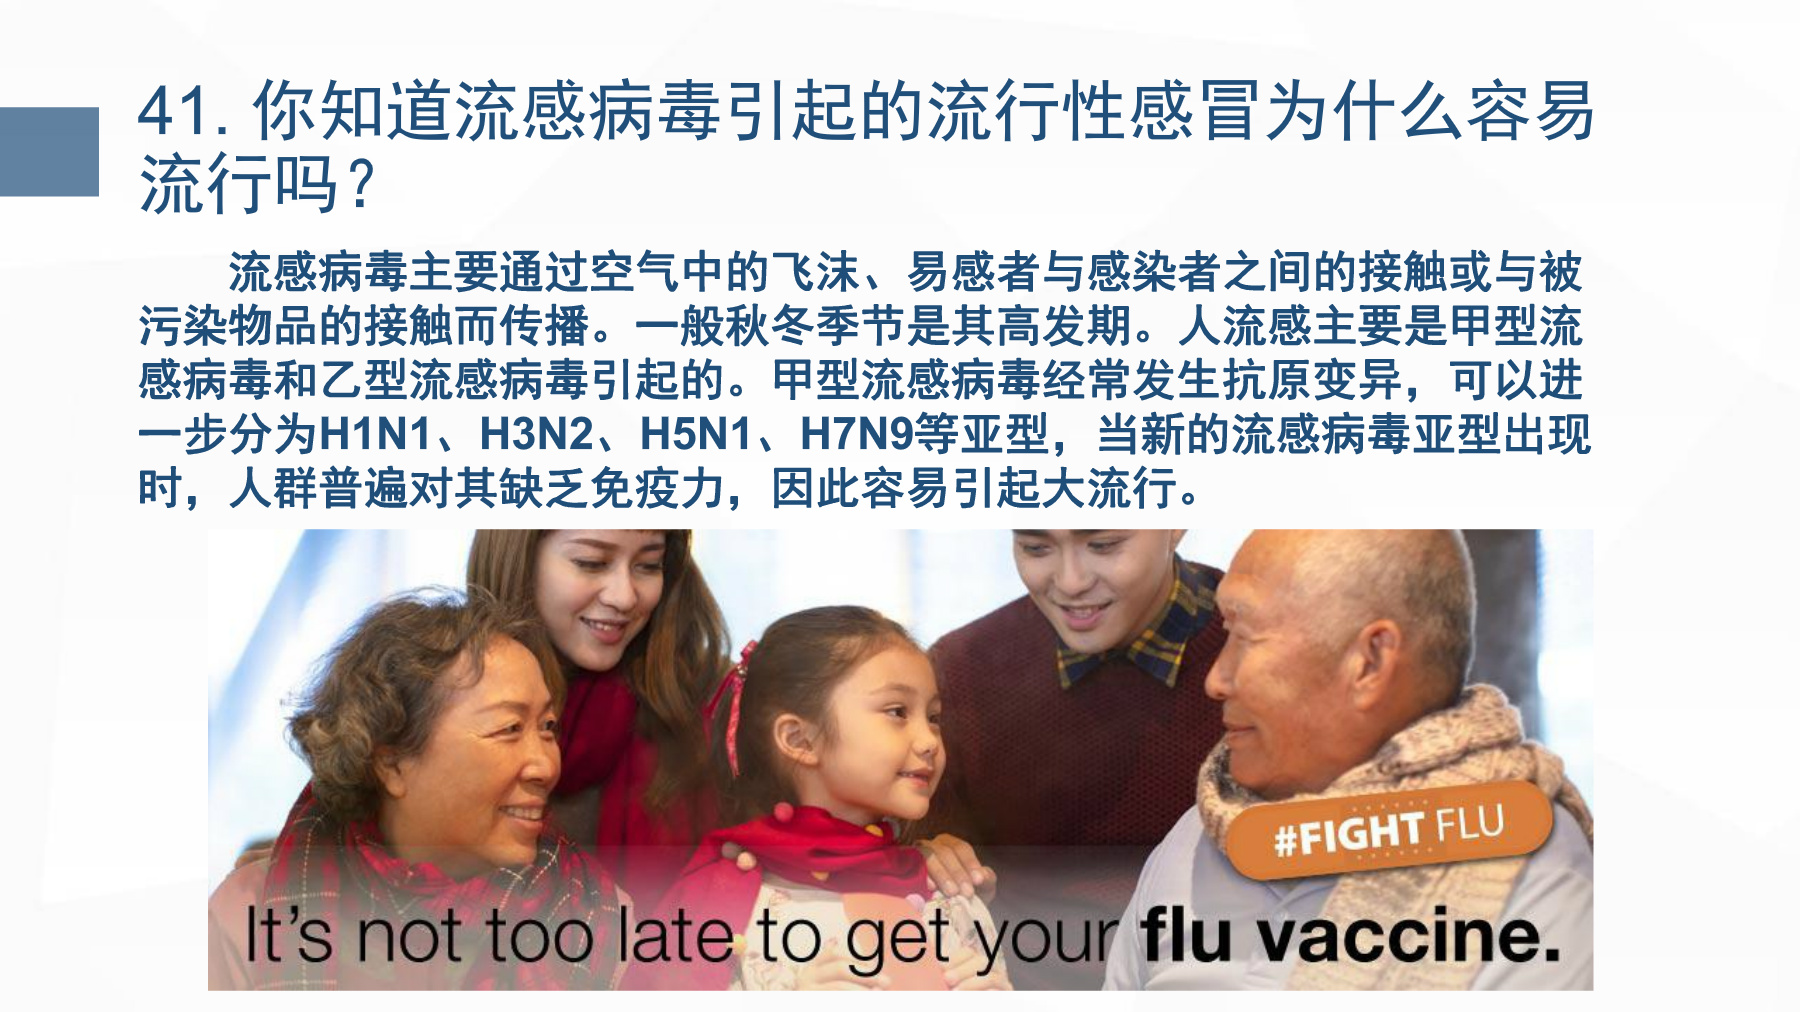 41. 你知道流感病毒引起的流行性感冒为什么容易
流行吗？
流感病毒主要通过空气中的飞沫、易感者与感染者之间的接触或与被
污染物品的接触而传播。一般秋冬季节是其高发期。人流感主要是甲型流
感病毒和乙型流感病毒引起的。甲型流感病毒经常发生抗原变异，可以进
一步分为H1N1、H3N2、H5N1、H7N9等亚型，当新的流感病毒亚型出现
时，人群普遍对其缺乏免疫力，因此容易引起大流行。
#FIGHT FLU
It's not too late to get your flu vaccine.